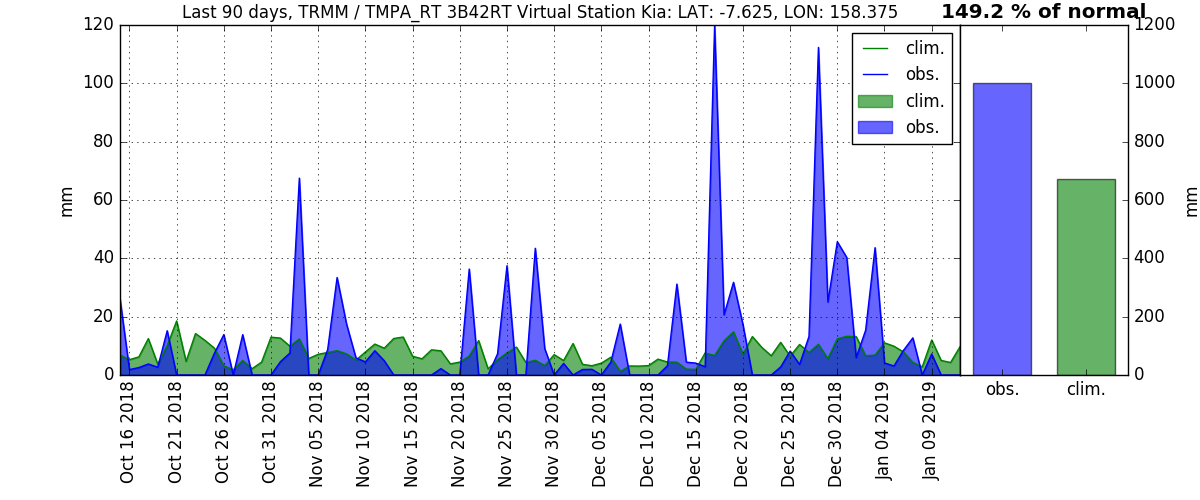 Last 90 days, TRMM / TMPA_RT 3B42RT Virtual Station Kia: LAT: -7.625, LON: 158.375
149.2 % of normal
120
100
80
60
40
20
0
mm
clim.
obs.
clim.
obs.
1200
1000
800
600
400
200
0
mm
obs.
clim.
Oct 16 2018
Oct 21 2018
Oct 26 2018
Oct 31 2018
Nov 05 2018
Nov 10 2018
Nov 15 2018
Nov 20 2018
Nov 25 2018
Nov 30 2018
Dec 05 2018
Dec 10 2018
Dec 15 2018
Dec 20 2018
Dec 25 2018
Dec 30 2018
Jan 04 2019
Jan 09 2019